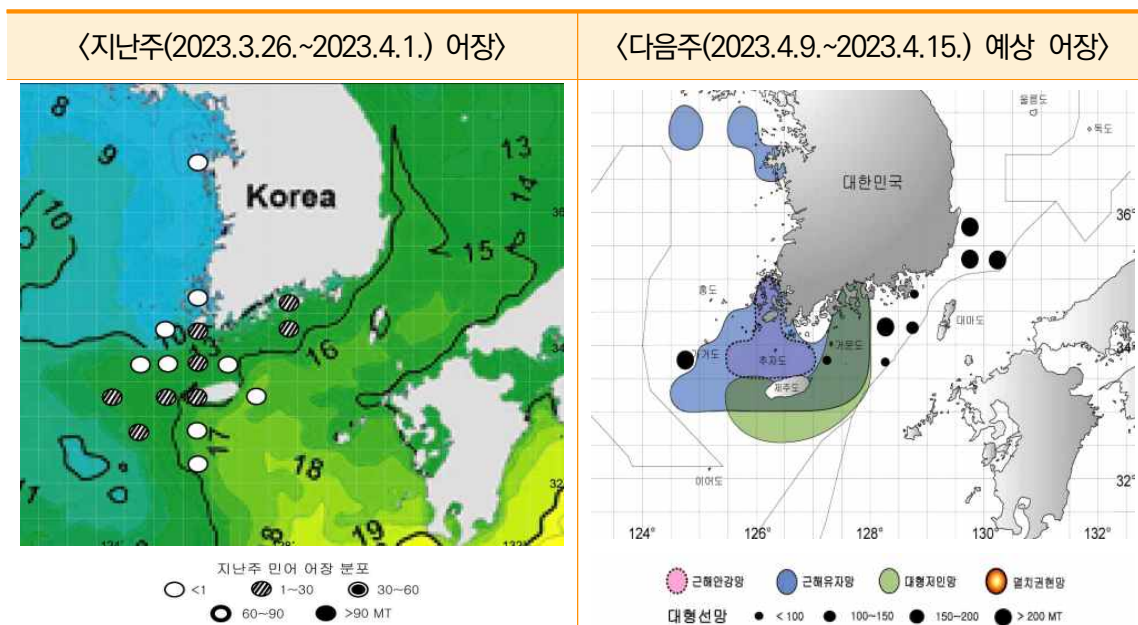 〈지난주(2023.3.26.~2023.4.1.) 어장〉
〈다음주(2023.4.9.~2023.4.15.) 예상 어장〉
8
9
10
Korea
13
14
15
16
10
13
17
18
19
36
34
32
지난주 민어 어장 분포
<1 1~30 30~60
60~90 >90 MT
울릉도
독도
대한민국
36°
홍도
대마도
34°
가거도
추자도
거문도
제주도
이어도
32°
124° 126° 128° 130° 132°
근해안강망 근해유자망 대형저인망 멸치권현망
대형선망 < 100 100~150 150~200 > 200 MT